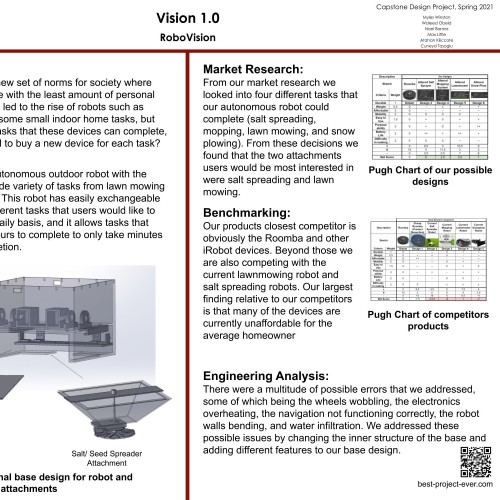 Vision 1.0
RoboVision
Capstone Design Project, Spring 2021
Myles Winston
Waleed Obaid
Noel Barnes
Max Little
new set of norms for society where
e with the least amount of personal
led to the rise of robots such as
some small indoor home tasks, but
asks that these devices can complete,
to buy a new device for each task?
utonomous outdoor robot with the
de variety of tasks from lawn mowing
This robot has easily exchangeable
erent tasks that users would like to
aily basis, and it allows tasks that
urs to complete to only take minutes
etion.
Salt/ Seed Spreader
Attachment
nal base design for robot and
attachments
Market Research:
From our market research we
looked into four different tasks that
our autonomous robot could
complete (salt spreading,
mopping, lawn mowing, and snow
plowing). From these decisions we
found that the two attachments
users would be most interested in
were salt spreading and lawn
mowing.
Benchmarking:
Our products closest competitor is
obviously the Roomba and other
iRobot devices. Beyond those we
are also competing with the
current lawnmowing robot and
salt spreading robots. Our largest
finding relative to our competitors
is that many of the devices are
currently unaffordable for the
average homeowner
Pugh Chart of our possible
designs
Pugh Chart of competitors
products
Engineering Analysis:
There were a multitude of possible errors that we addressed,
some of which being the wheels wobbling, the electronics
overheating, the navigation not functioning correctly, the robot
walls bending, and water infiltration. We addressed these
possible issues by changing the inner structure of the base and
adding different features to our base design.
best-project-ever.com